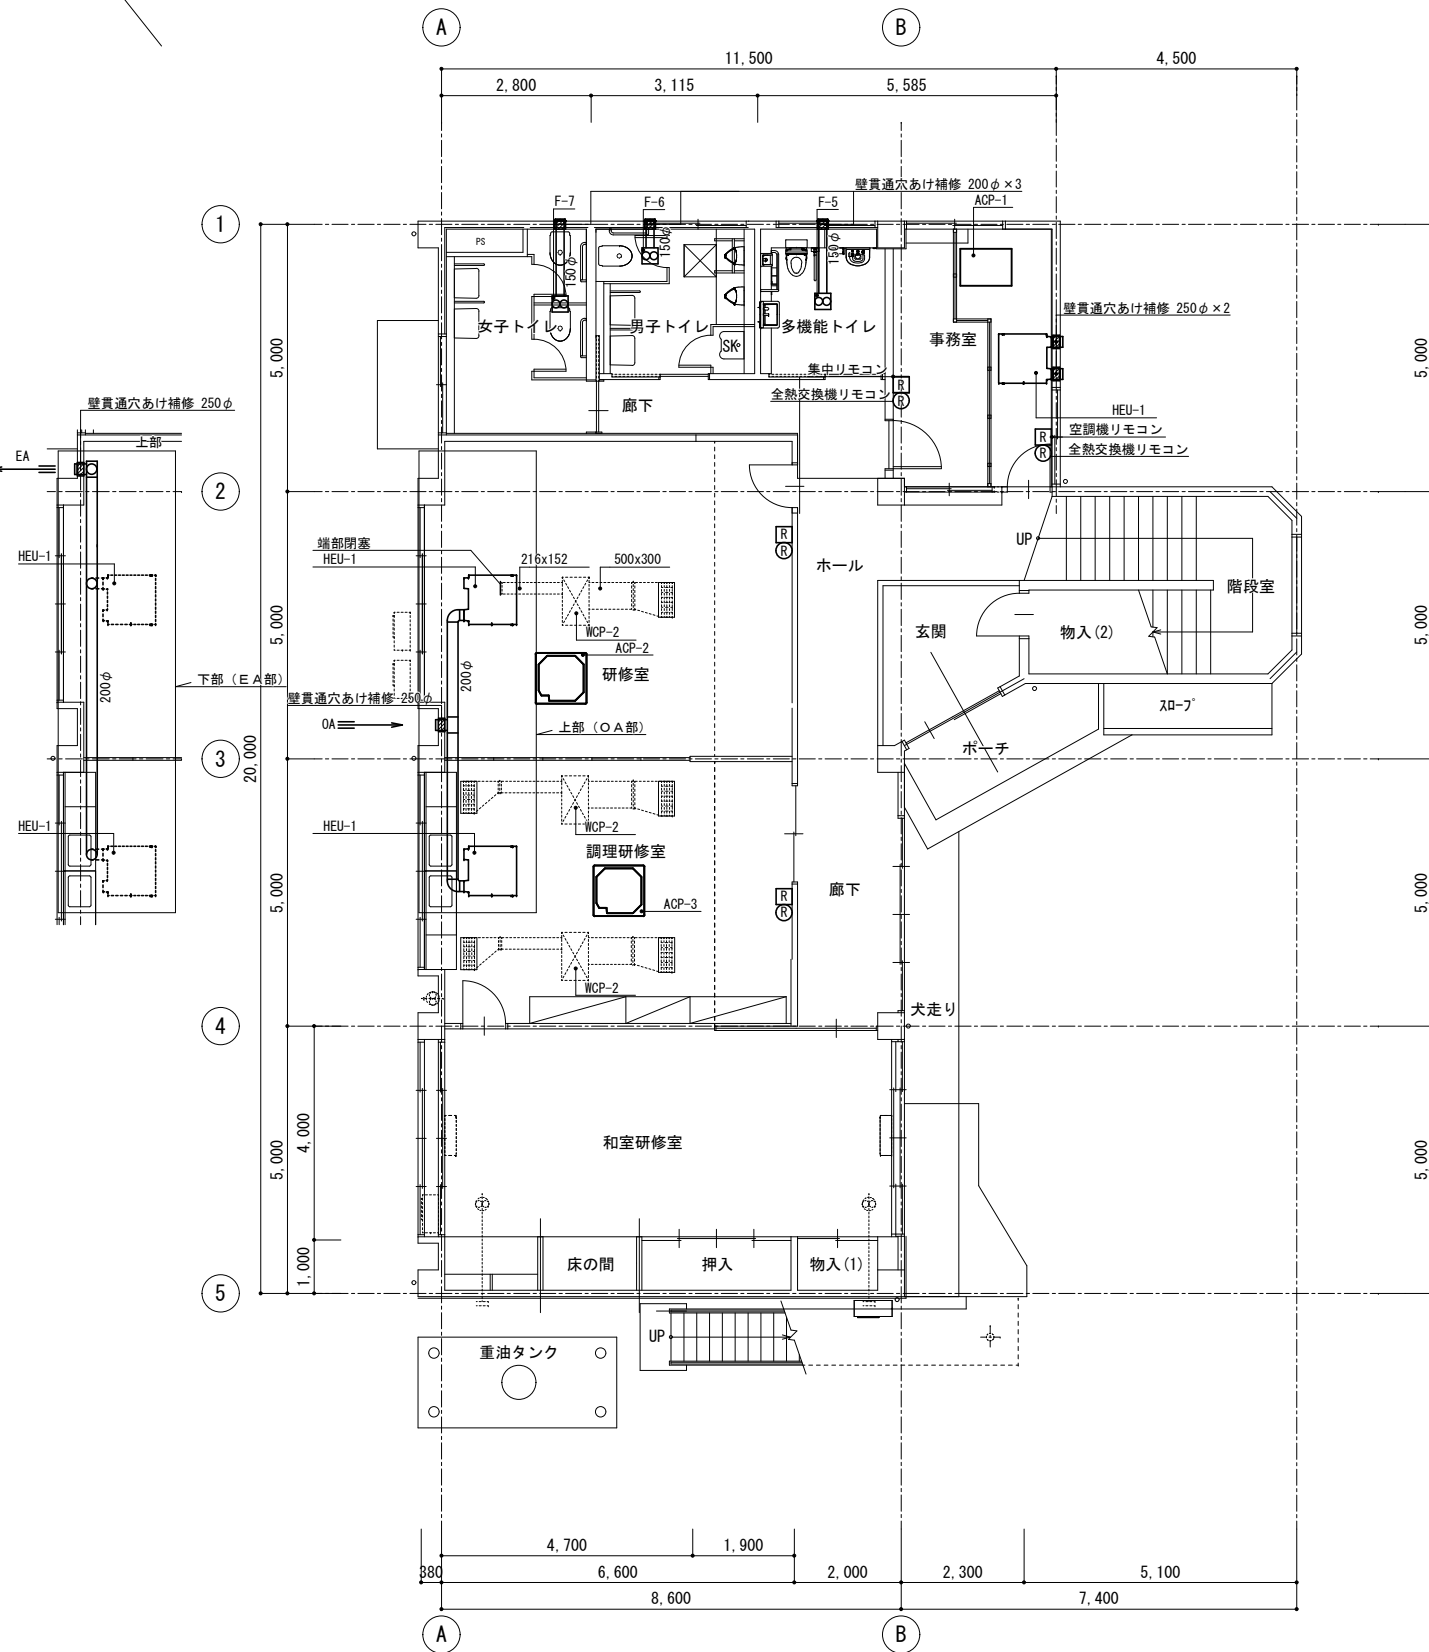 A
B
11,500
4,500
2,800
3,115
5,585
壁貫通穴あけ補修 200φ×3
F-7
F-6
F-5
ACP-1
1
PS
150φ
150φ
150φ
壁貫通穴あけ補修 250φ×2
女子トイレ
男子トイレ
多機能トイレ
事務室
SK
5,000
5,000
集中リモコン
R
全熱交換機リモコン
R
壁貫通穴あけ補修 250φ
廊下
HEU-1
R
空調機リモコン
上部
R
全熱交換機リモコン
EA
2
端部閉塞
R
UP
HEU-1
HEU-1
216x152
500x300
R
ホール
階段室
5,000
5,000
WCP-2
玄関
物入(2)
ACP-2
研修室
200φ
200φ
下部（EA部）
壁貫通穴あけ補修 250φ
スロープ
OA
上部（OA部）
ポーチ
3
20,000
HEU-1
HEU-1
WCP-2
調理研修室
5,000
R
廊下
5,000
ACP-3
R
WCP-2
犬走り
4
4,000
和室研修室
5,000
5,000
1,000
床の間
押入
物入(1)
5
UP
重油タンク
4,700
1,900
380
6,600
2,000
2,300
5,100
8,600
7,400
A
B